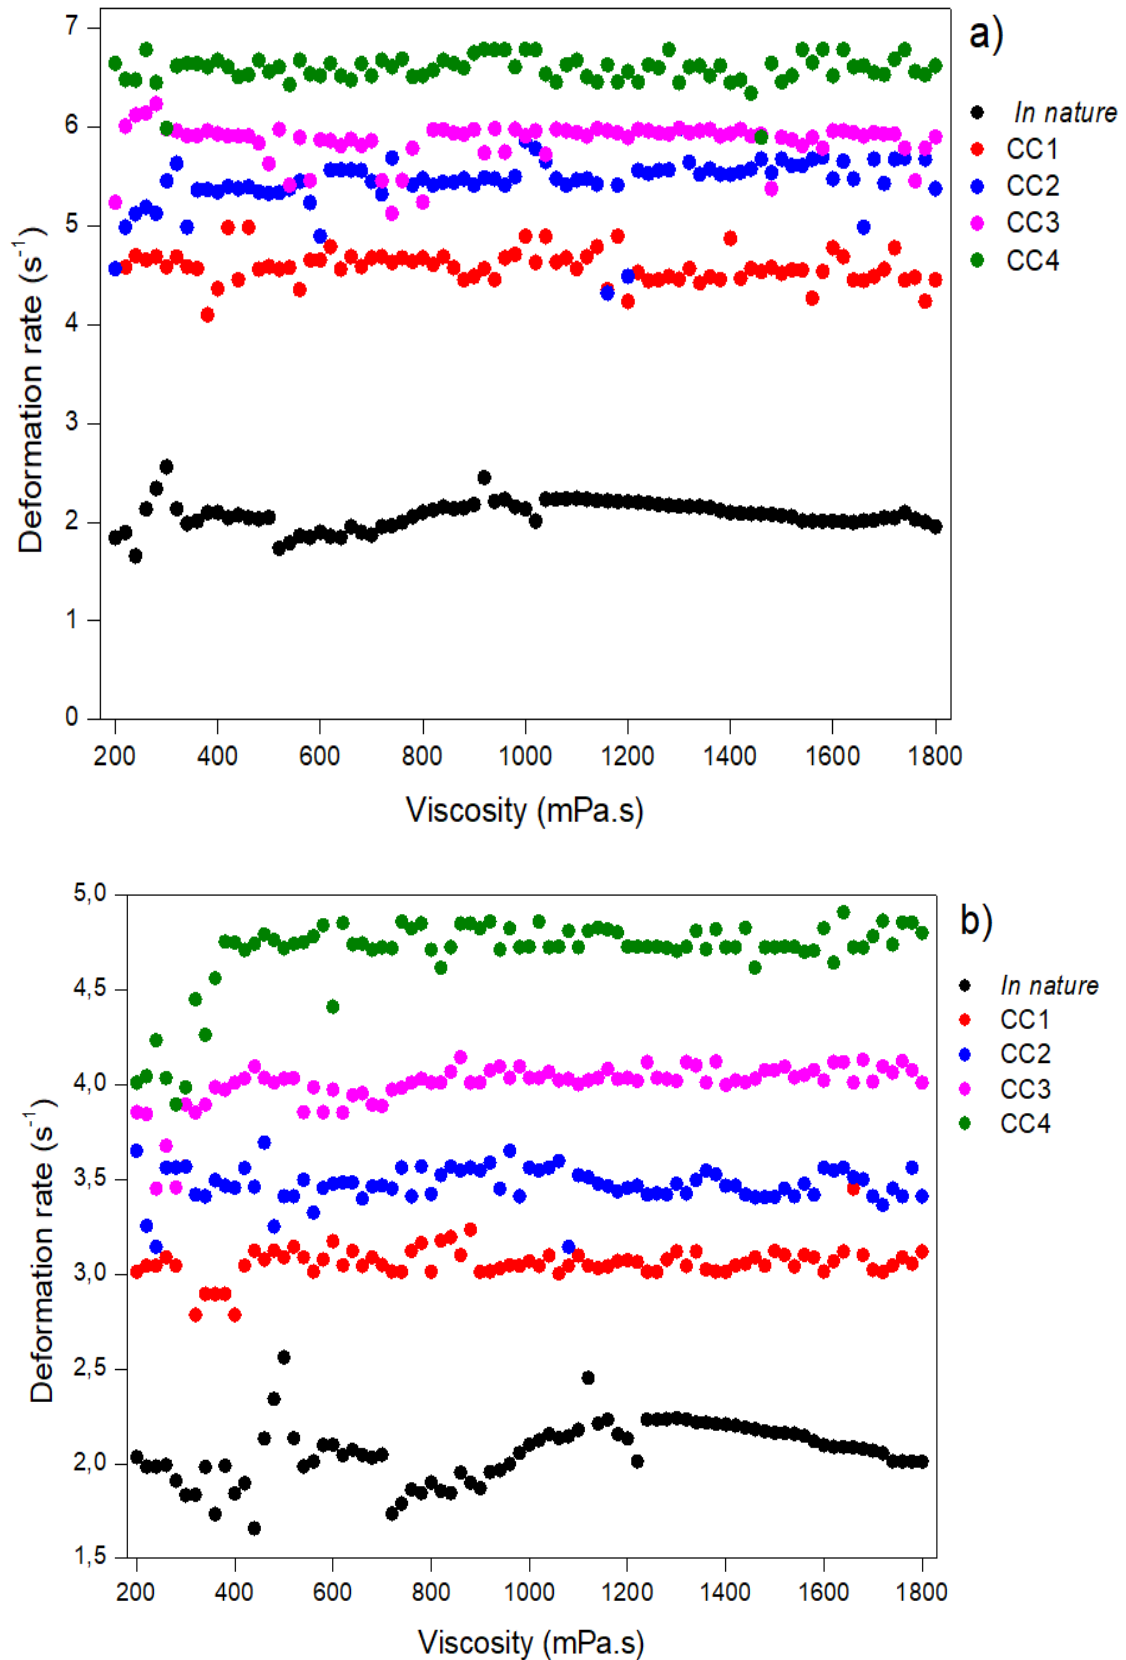 a)
7
6
5
4
3
2
1
0
Deformation rate (s⁻¹)
200 400 600 800 1000 1200 1400 1600 1800
Viscosity (mPa.s)
In nature
CC1
CC2
CC3
CC4
b)
5,0
4,5
4,0
3,5
3,0
2,5
2,0
1,5
Deformation rate (s⁻¹)
200 400 600 800 1000 1200 1400 1600 1800
Viscosity (mPa.s)
In nature
CC1
CC2
CC3
CC4